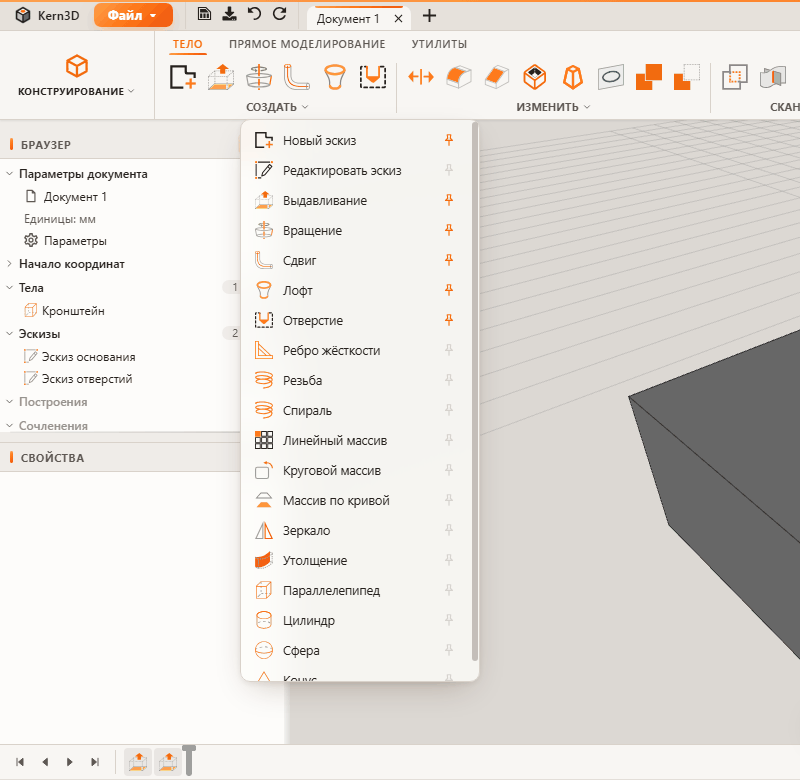 Kern3D Файл Документ 1
ТЕЛО ПРЯМОЕ МОДЕЛИРОВАНИЕ УТИЛИТЫ
КОНСТРУИРОВАНИЕ
СОЗДАТЬ ИЗМЕНИТЬ СКАН
БРАУЗЕР
Параметры документа
Документ 1
Единицы: мм
Параметры
Начало координат
Тела 1
Кронштейн
Эскизы 2
Эскиз основания
Эскиз отверстий
Построения
Сочленения
СВОЙСТВА
Новый эскиз
Редактировать эскиз
Выдавливание
Вращение
Сдвиг
Лофт
Отверстие
Ребро жёсткости
Резьба
Спираль
Линейный массив
Круговой массив
Массив по кривой
Зеркало
Утолщение
Параллелепипед
Цилиндр
Сфера
Конус